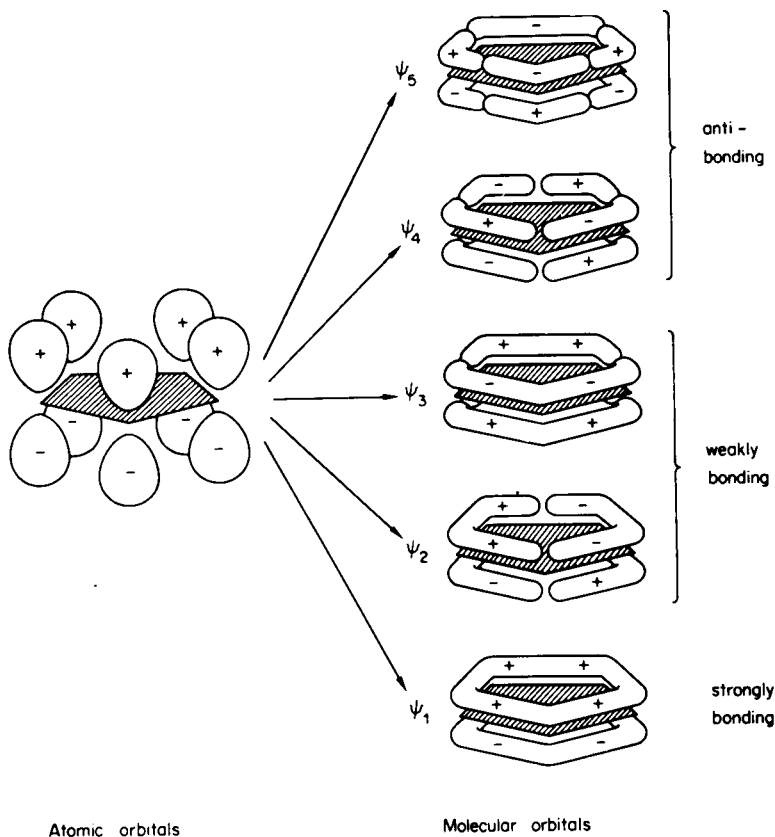 ψ5
- + + - - - +
anti-
bonding
ψ4
- + + - - +
+ + + + +
- - - - -
ψ3
+ + - - + +
weakly
bonding
ψ2
+ - + - - +
ψ1
+ + + + - -
strongly
bonding
Atomic orbitals
Molecular orbitals